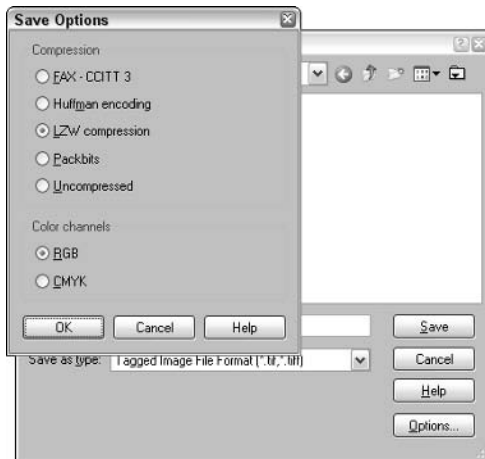 Save Options
Compression
FAX - CCITT 3
Huffman encoding
LZW compression
Packbits
Uncompressed
Color channels
RGB
CMYK
OK Cancel Help
Save
Save as type: Tagged Image File Format (*.tif,*.tiff)
Cancel
Help
Options...